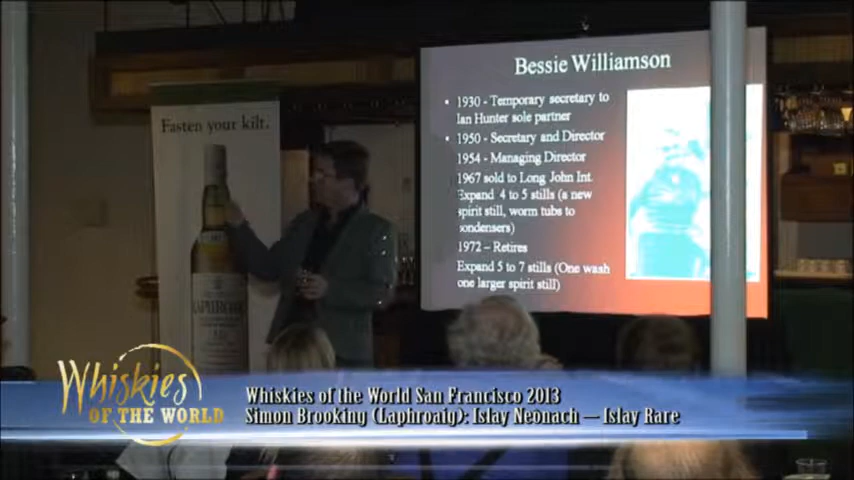 Bessie Williamson
Fasten your kilt.
• 1930 - Temporary secretary to
Ian Hunter sole partner
• 1950 - Secretary and Director
1954 - Managing Director
1967 sold to Long John Int.
Expand 4 to 5 stills (a new
spirit still, worm tubs to
condensers)
1972 – Retires
Expand 5 to 7 stills (One wash
one larger spirit still)
LAPHROAIG
10
Whiskies
OF THE WORLD
Whiskies of the World San Francisco 2013
Simon Brooking (Laphroaig): Islay Neonach — Islay Rare